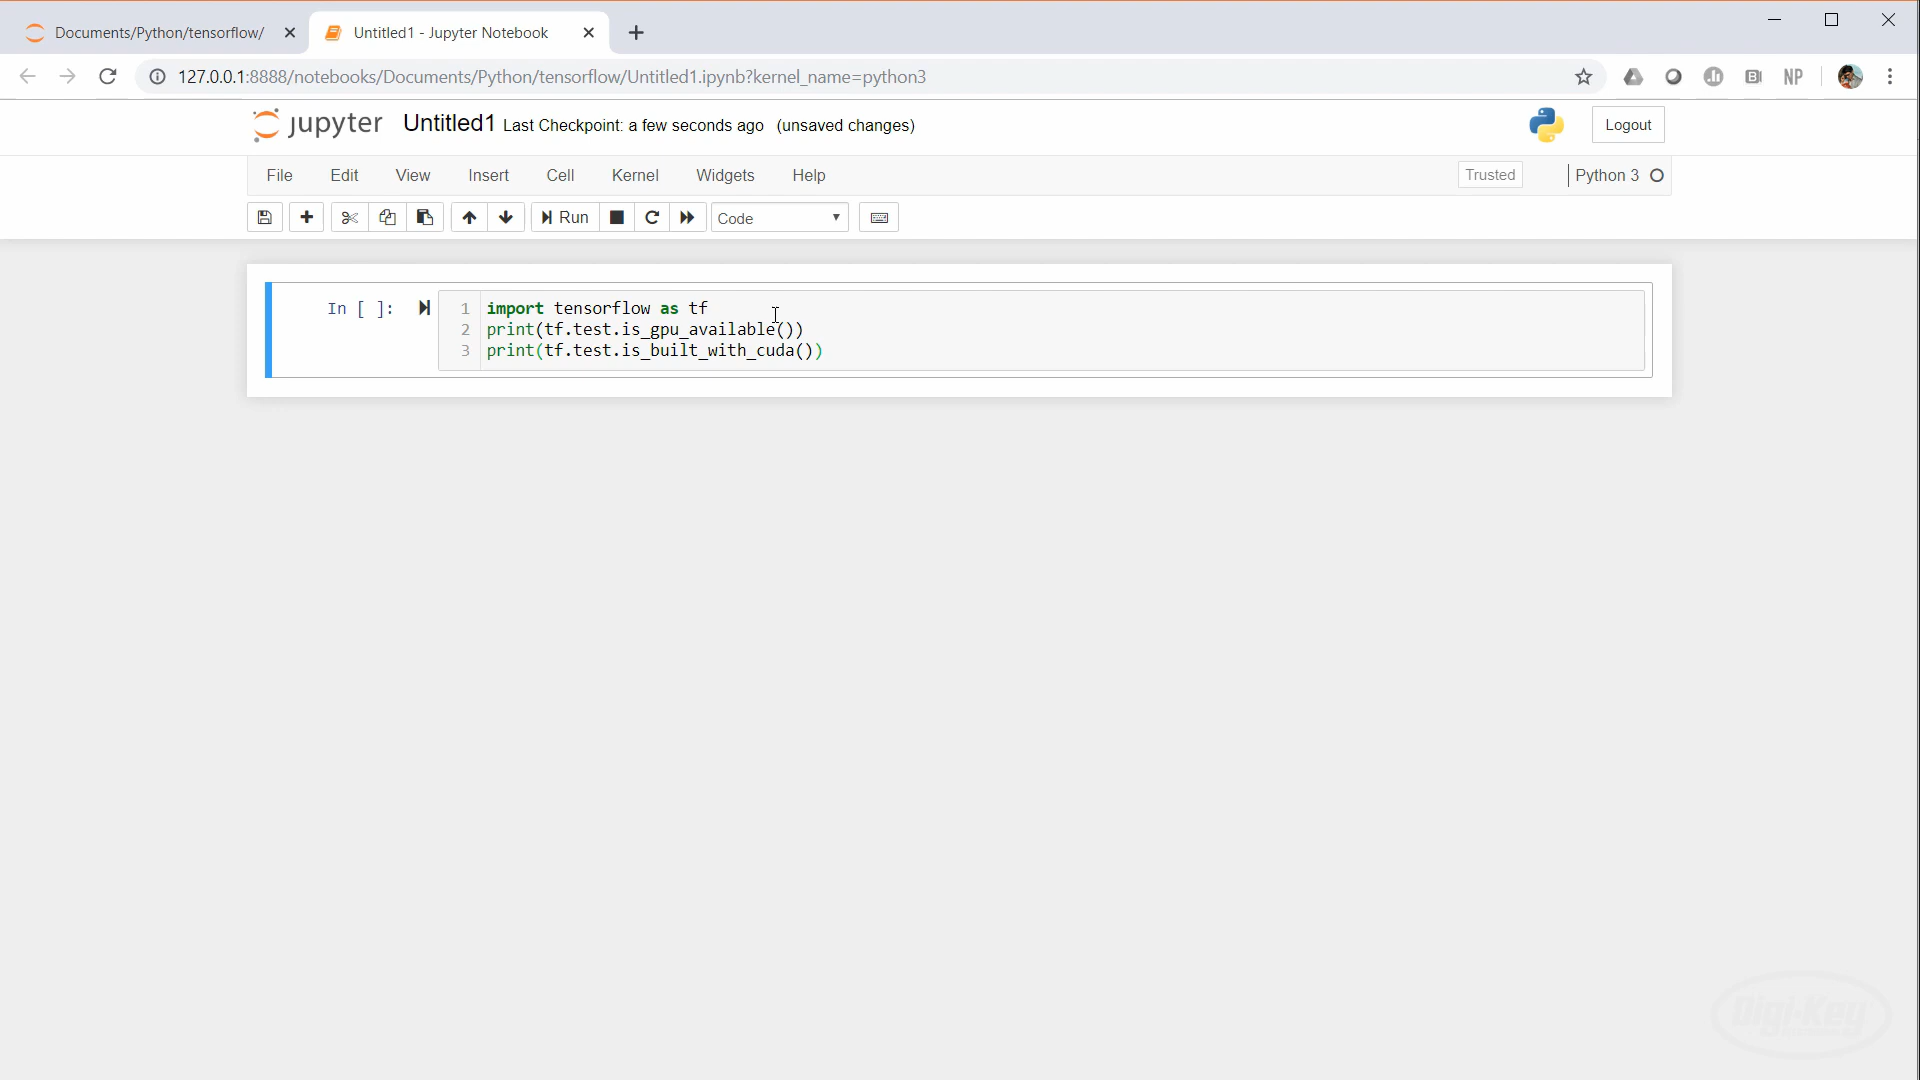 Documents/Python/tensorflow/
Untitled1 - Jupyter Notebook
127.0.0.1:8888/notebooks/Documents/Python/tensorflow/Untitled1.ipynb?kernel_name=python3
NP
jupyter Untitled1 Last Checkpoint: a few seconds ago (unsaved changes)
Logout
File Edit View Insert Cell Kernel Widgets Help
Trusted
Python 3
Run
Code
In [ ]:
1 import tensorflow as tf
2 print(tf.test.is_gpu_available())
3 print(tf.test.is_built_with_cuda())
Digi-Key